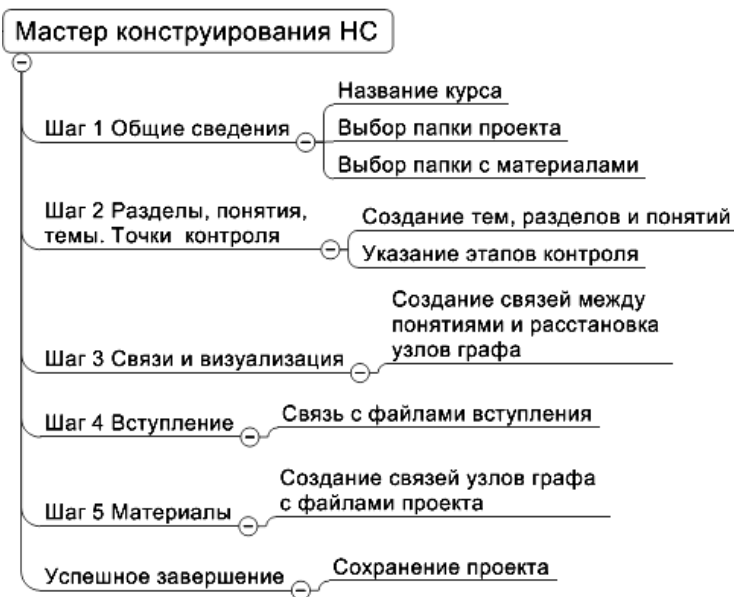 Мастер конструирования НС
Шаг 1 Общие сведения
Название курса
Выбор папки проекта
Выбор папки с материалами
Шаг 2 Разделы, понятия,
темы. Точки контроля
Создание тем, разделов и понятий
Указание этапов контроля
Шаг 3 Связи и визуализация
Создание связей между
понятиями и расстановка
узлов графа
Шаг 4 Вступление
Связь с файлами вступления
Шаг 5 Материалы
Создание связей узлов графа
с файлами проекта
Успешное завершение
Сохранение проекта